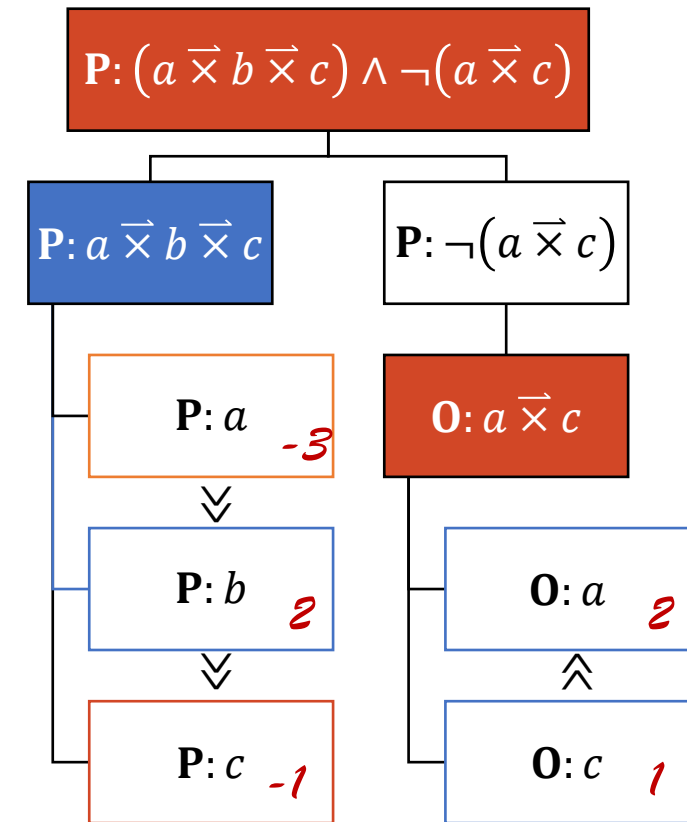 P: (a ×⃗ b ×⃗ c) ∧ ¬(a ×⃗ c)
P: a ×⃗ b ×⃗ c
P: ¬(a ×⃗ c)
P: a -3
O: a ×⃗ c
≫
P: b 2
O: a 2
≫
≫
P: c -1
O: c 1